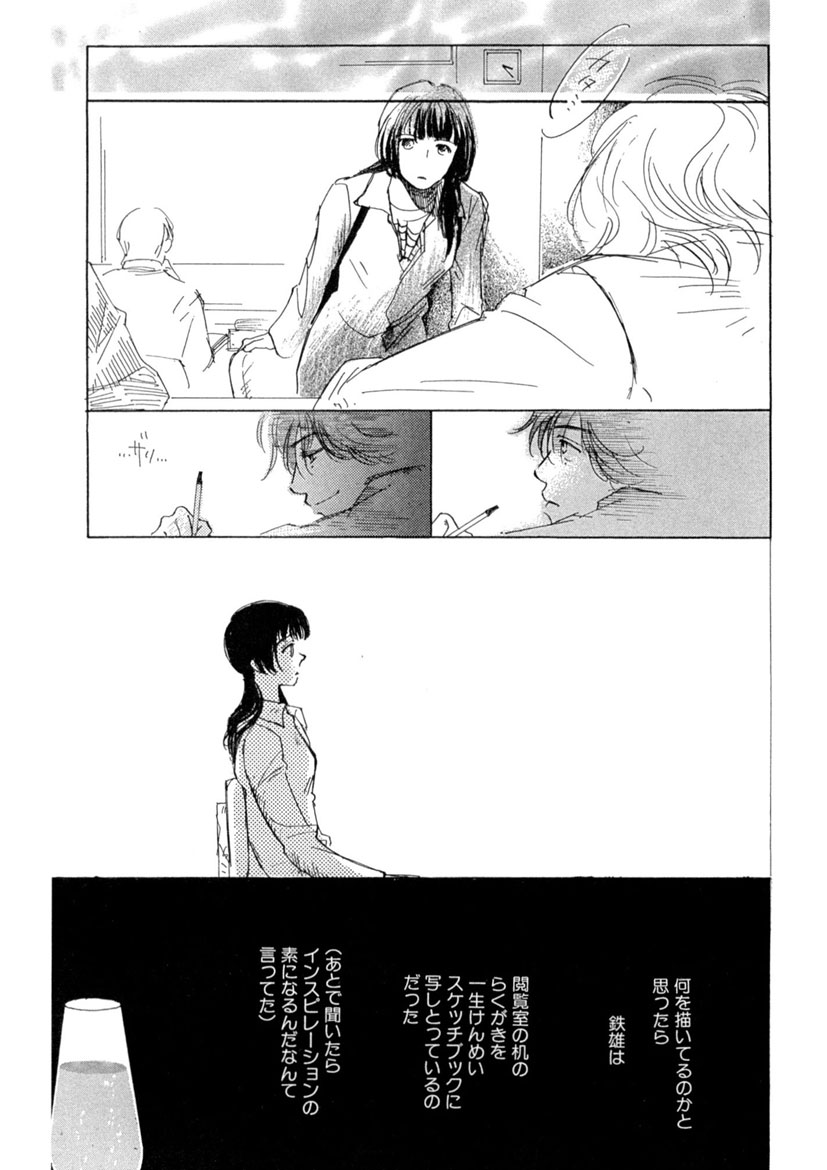 カタン
…ザリ…
何を描いてるのかと
思ったら
鉄雄は
閲覧室の机の
らくがきを
一生けんめい
スケッチブックに
写しとっているの
だった
(あとで聞いたら
インスピレーションの
素になるんだなんて
言ってた)